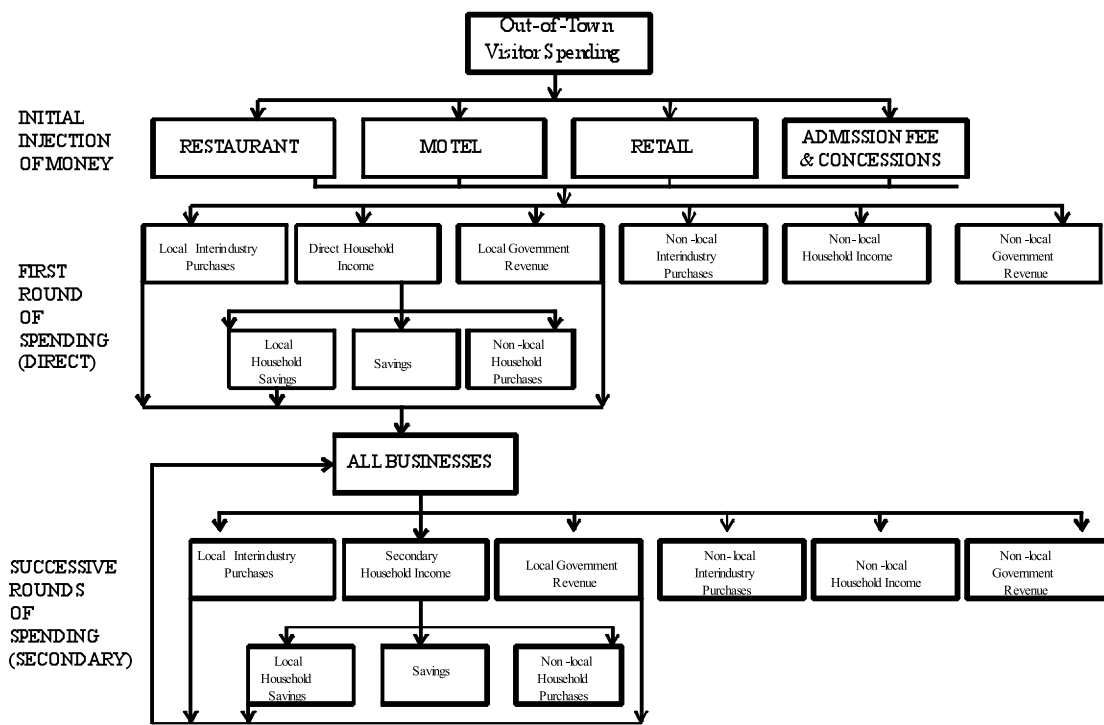 Out-of-Town
Visitor Spending
INITIAL
INJECTION
OF MONEY
RESTAURANT
MOTEL
RETAIL
ADMISSION FEE
& CONCESSIONS
FIRST
ROUND
OF
SPENDING
(DIRECT)
Local Interindustry
Purchases
Direct Household
Income
Local Government
Revenue
Non-local
Interindustry
Purchases
Non-local
Household Income
Non-local
Government
Revenue
Local
Household
Savings
Savings
Non-local
Household
Purchases
ALL BUSINESSES
SUCCESSIVE
ROUNDS
OF
SPENDING
(SECONDARY)
Local Interindustry
Purchases
Secondary
Household Income
Local Government
Revenue
Non-local
Interindustry
Purchases
Non-local
Household Income
Non-local
Government
Revenue
Local
Household
Savings
Savings
Non-local
Household
Purchases